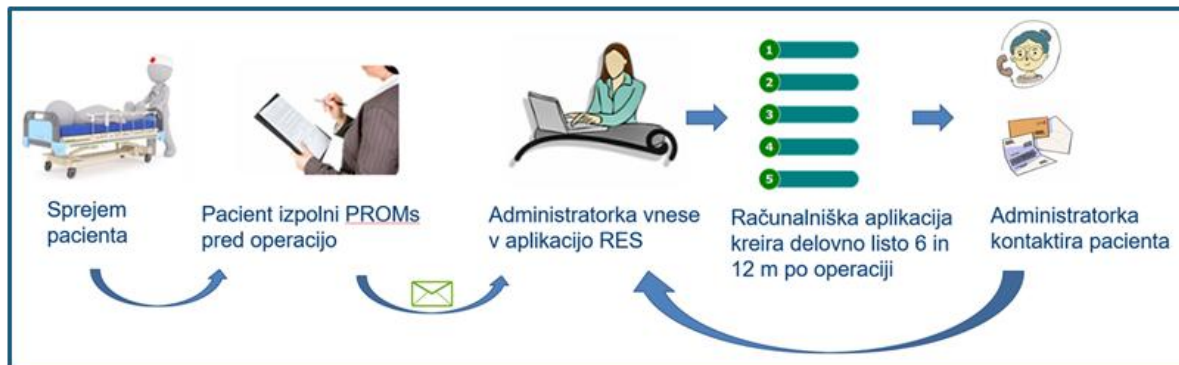 1
2
3
4
5
Sprejem
pacienta
Pacient izpolni PROMs
pred operacijo
Administratorka vnese
v aplikacijo RES
Računalniška aplikacija
kreira delovno listo 6 in
12 m po operaciji
Administratorka
kontaktira pacienta